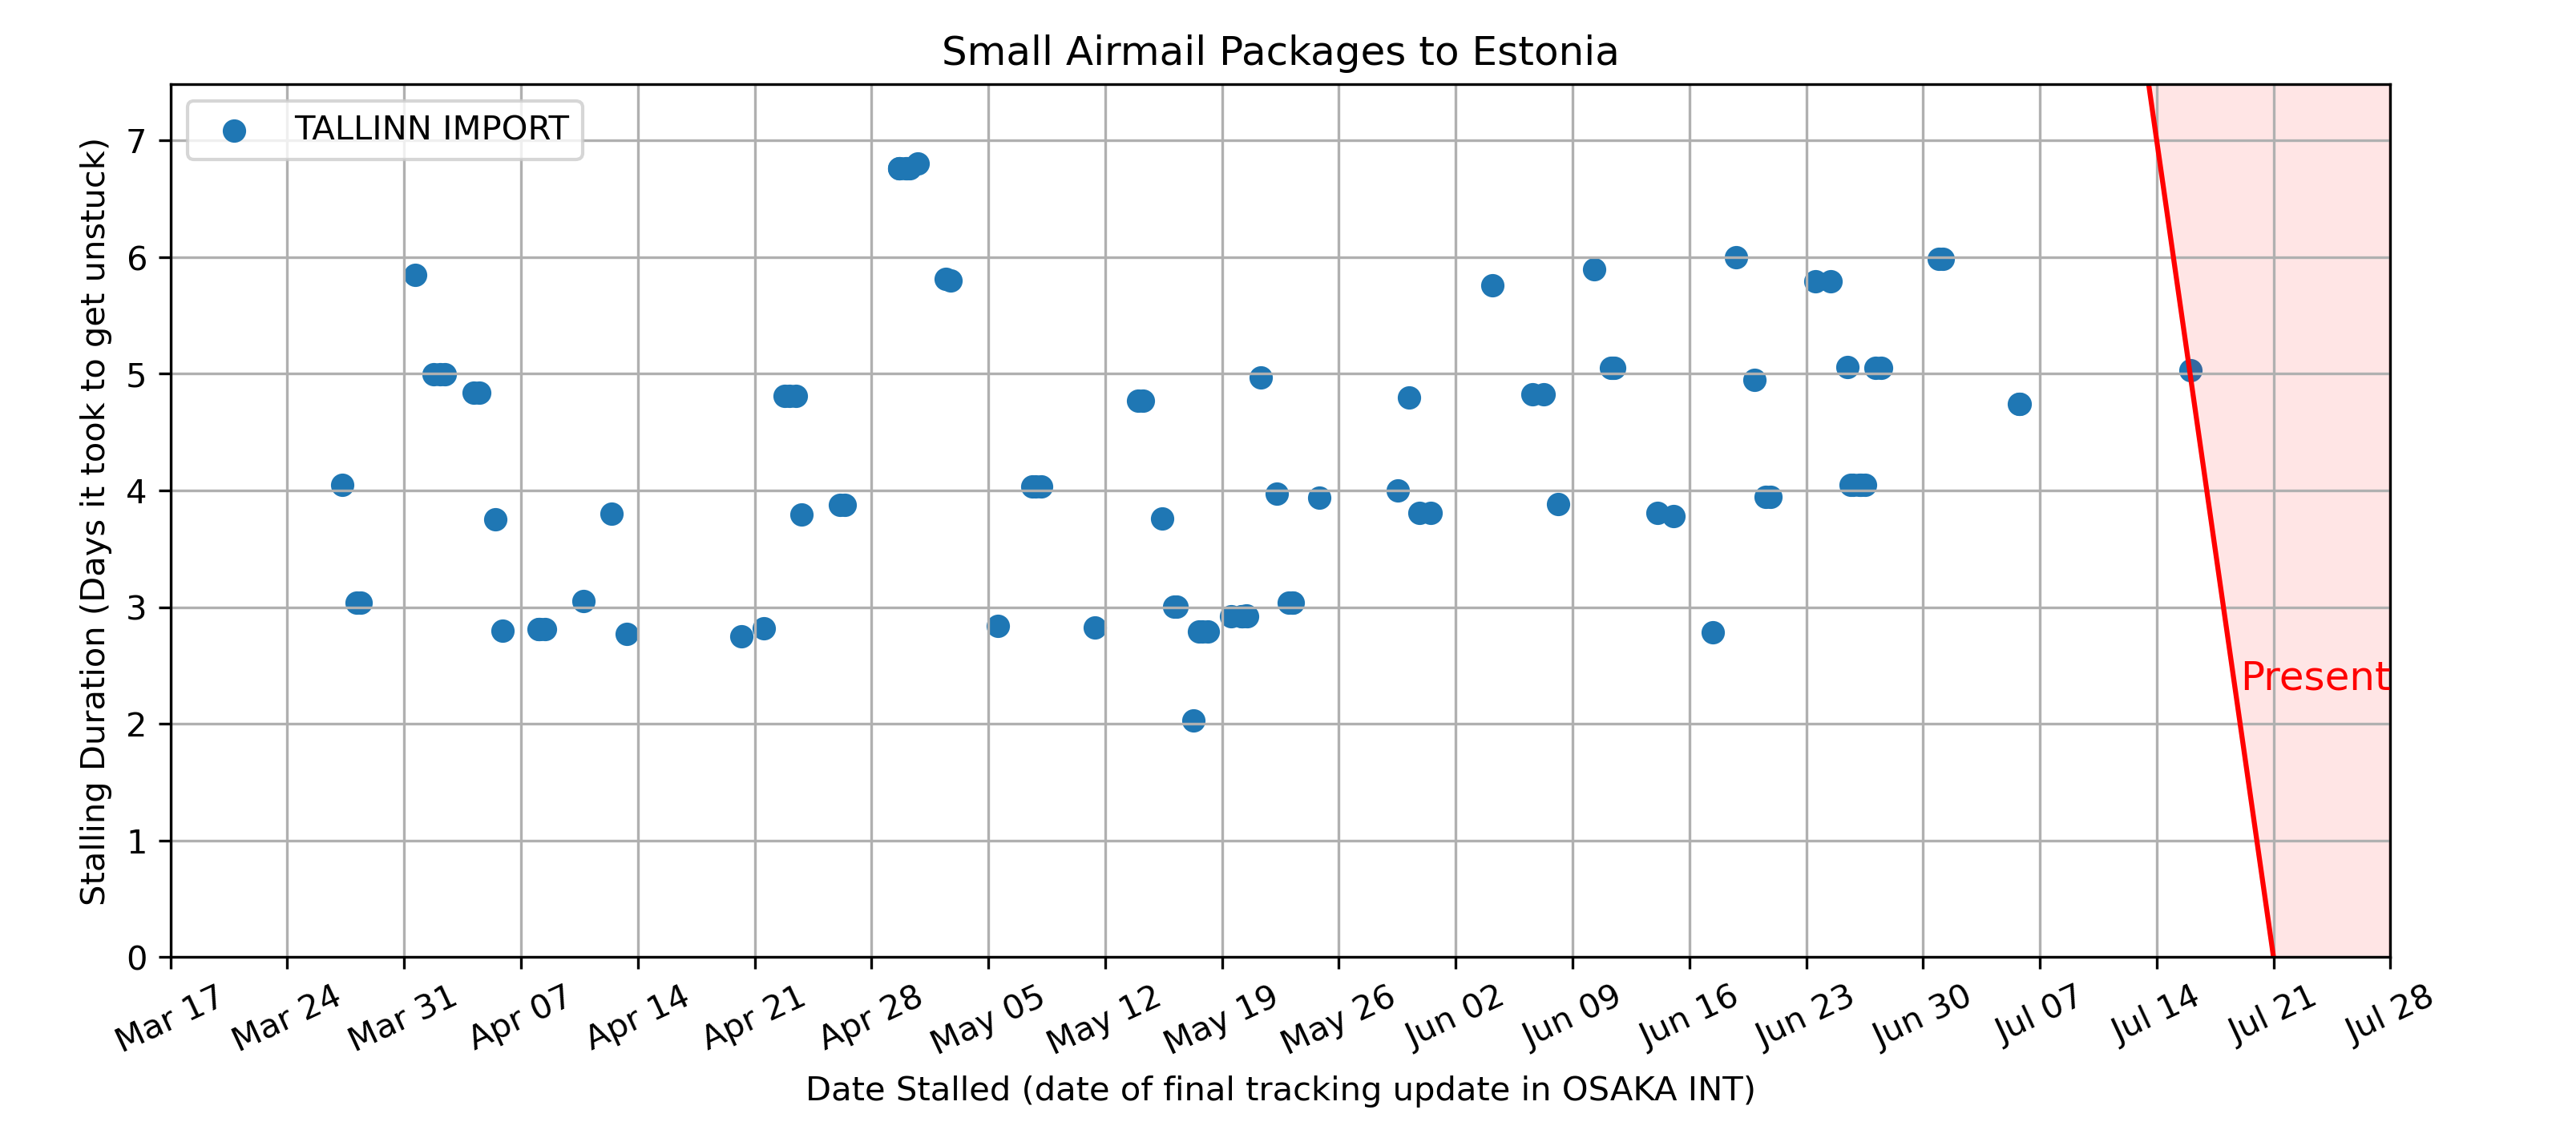 Small Airmail Packages to Estonia
TALLINN IMPORT
Stalling Duration (Days it took to get unstuck)
7
6
5
4
3
2
1
0
Present
Mar 17
Mar 24
Mar 31
Apr 07
Apr 14
Apr 21
Apr 28
May 05
May 12
May 19
May 26
Jun 02
Jun 09
Jun 16
Jun 23
Jun 30
Jul 07
Jul 14
Jul 21
Jul 28
Date Stalled (date of final tracking update in OSAKA INT)